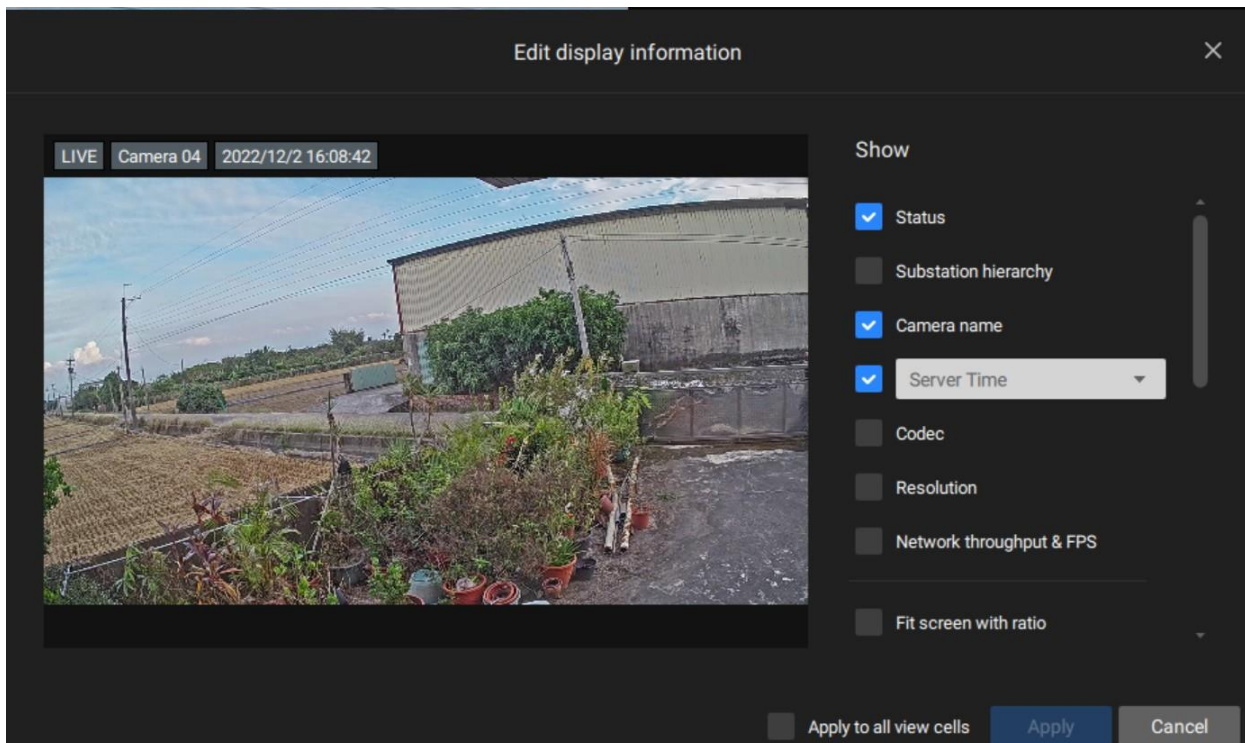 Edit display information
LIVE Camera 04 2022/12/2 16:08:42
Show
Status
Substation hierarchy
Camera name
Server Time
Codec
Resolution
Network throughput & FPS
Fit screen with ratio
Apply to all view cells Apply Cancel